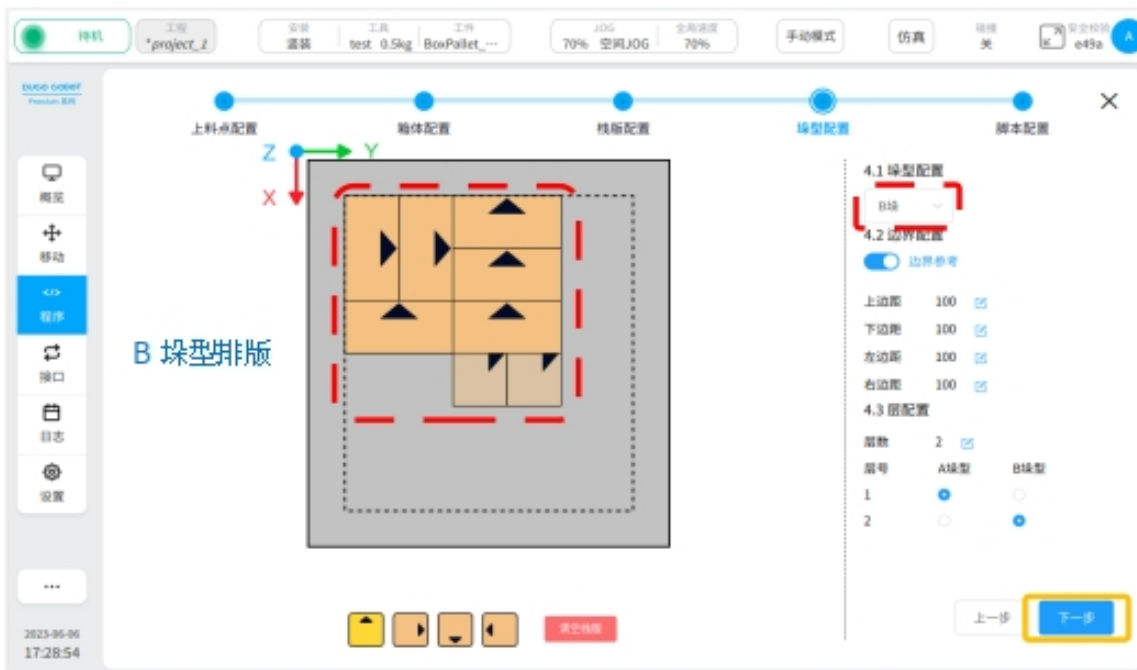 待机
工程
*project_1
安装
温装
工具
test 0.5kg
工件
BoxPallet_···
JOG
70% 空间JOG
全局速度
70%
手动模式
仿真
碰撞
关
安全校验
e49a
A
上料点配置
箱体配置
栈版配置
垛型配置
脚本配置
概览
移动
</>
程序
接口
日志
设置
···
2023-06-06
17:28:54
Z
Y
X
B 垛型排版
4.1 垛型配置
B垛
4.2 边界配置
边界参考
上边距 100
下边距 100
左边距 100
右边距 100
4.3 层配置
层数 2
层号 A垛型 B垛型
1
2
清空栈版
上一步
下一步